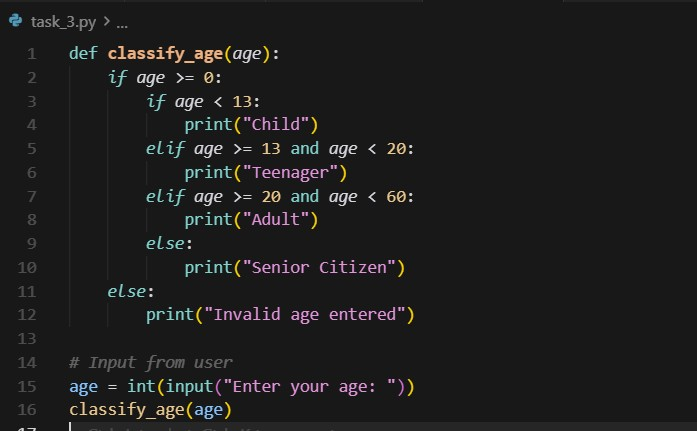 task_3.py > ...
1 def classify_age(age):
2     if age >= 0:
3         if age < 13:
4             print("Child")
5         elif age >= 13 and age < 20:
6             print("Teenager")
7         elif age >= 20 and age < 60:
8             print("Adult")
9         else:
10             print("Senior Citizen")
11     else:
12         print("Invalid age entered")
13
14 # Input from user
15 age = int(input("Enter your age: "))
16 classify_age(age)
17